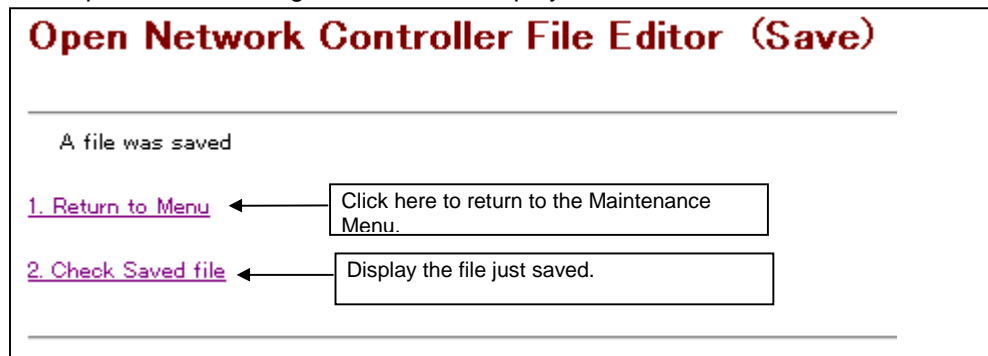 Open Network Controller File Editor (Save)
A file was saved
1. Return to Menu
Click here to return to the Maintenance
Menu.
2. Check Saved file
Display the file just saved.